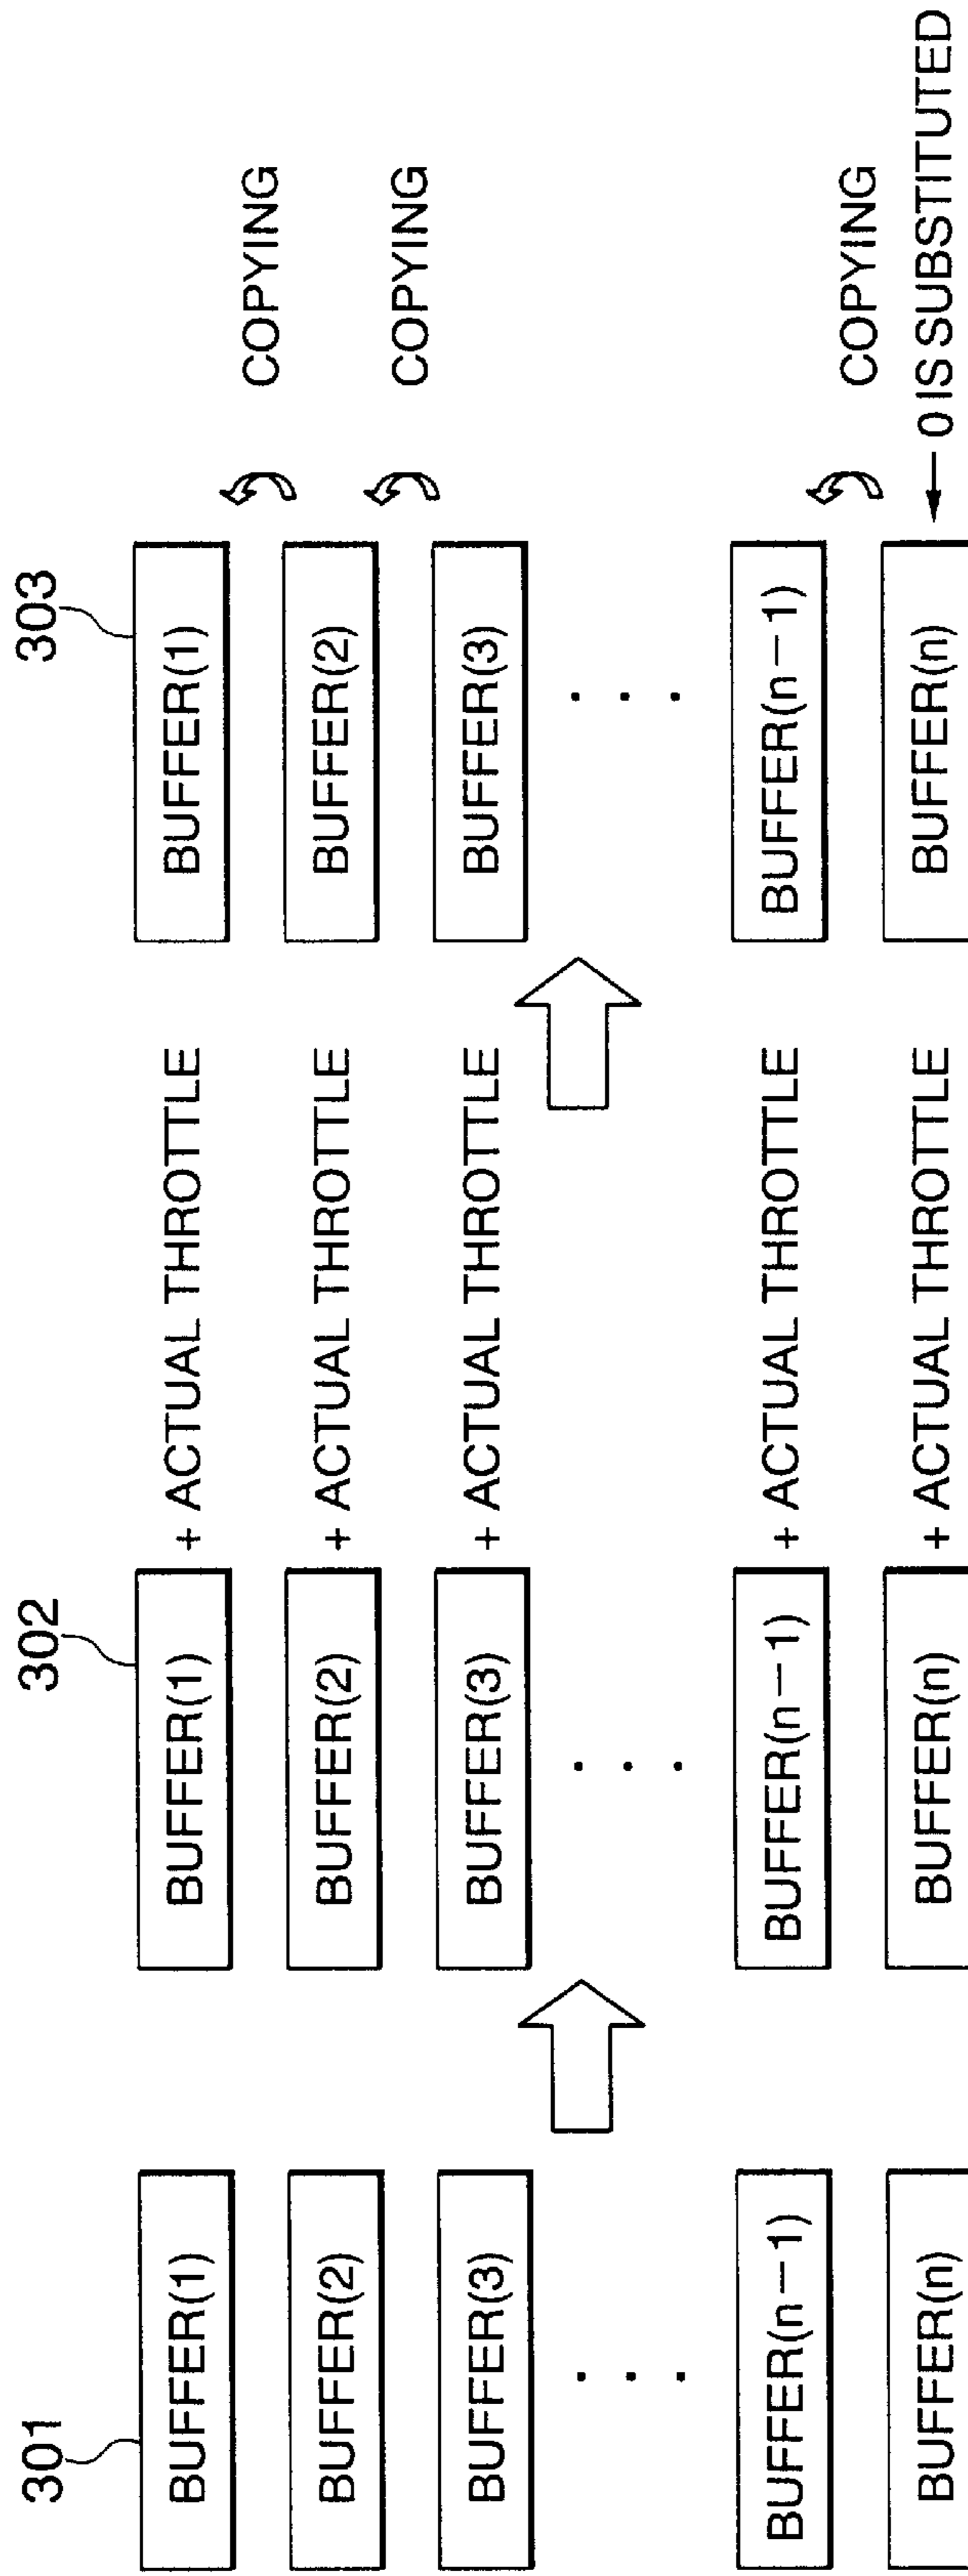 301
302
303
BUFFER(1)
BUFFER(1) + ACTUAL THROTTLE
BUFFER(1)
COPYING
BUFFER(2)
BUFFER(2) + ACTUAL THROTTLE
BUFFER(2)
COPYING
BUFFER(3)
BUFFER(3) + ACTUAL THROTTLE
BUFFER(3)
. . .
. . .
. . .
BUFFER(n-1)
BUFFER(n-1) + ACTUAL THROTTLE
BUFFER(n-1)
COPYING
BUFFER(n)
BUFFER(n) + ACTUAL THROTTLE
BUFFER(n)
0 IS SUBSTITUTED